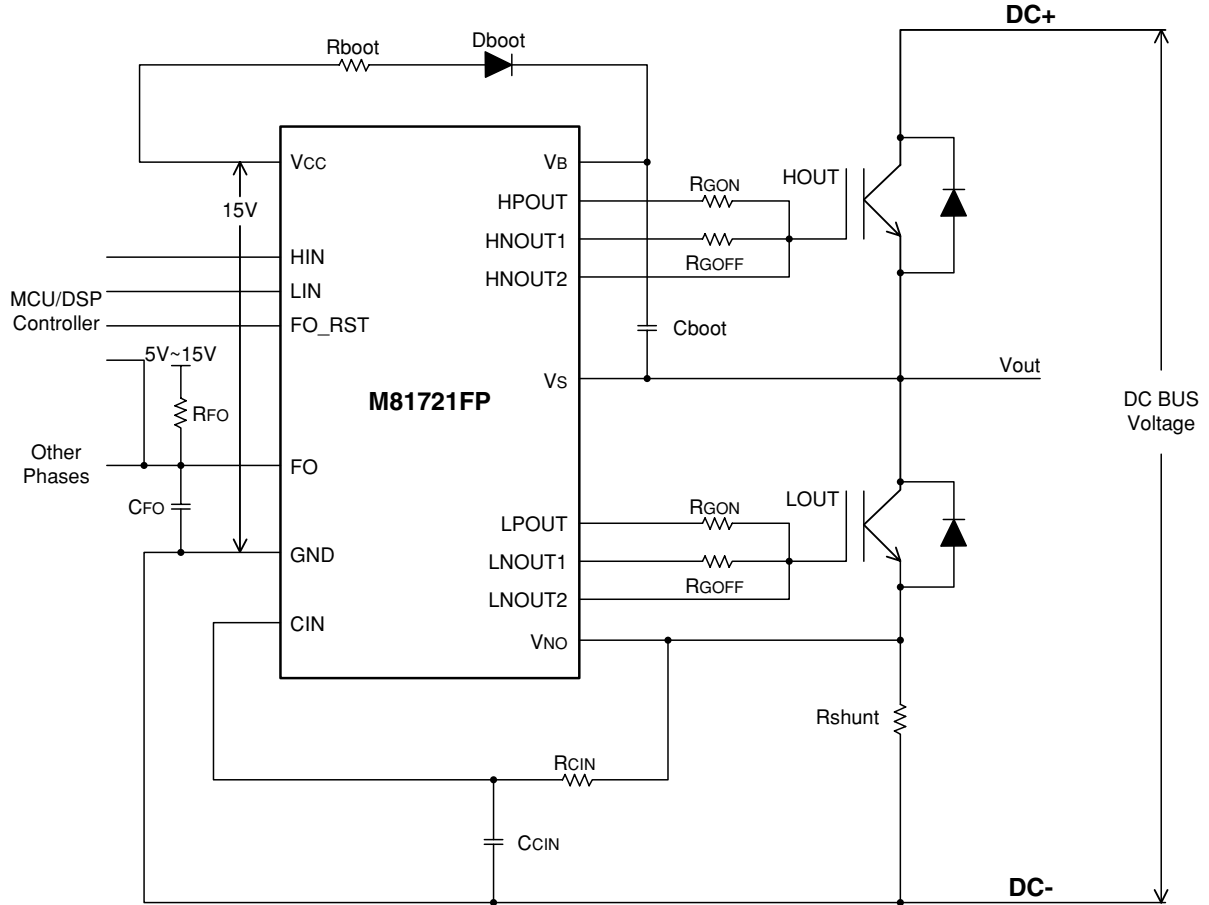 DC+
Rboot
Dboot
VCC
15V
HIN
LIN
MCU/DSP
Controller
FO_RST
5V~15V
RFO
Other
Phases
FO
CFO
GND
CIN
M81721FP
VB
HPOUT
HNOUT1
HNOUT2
VS
LPOUT
LNOUT1
LNOUT2
VNO
RGON
RGOFF
HOUT
Cboot
Vout
DC BUS
Voltage
RGON
RGOFF
LOUT
Rshunt
RCIN
CCIN
DC-